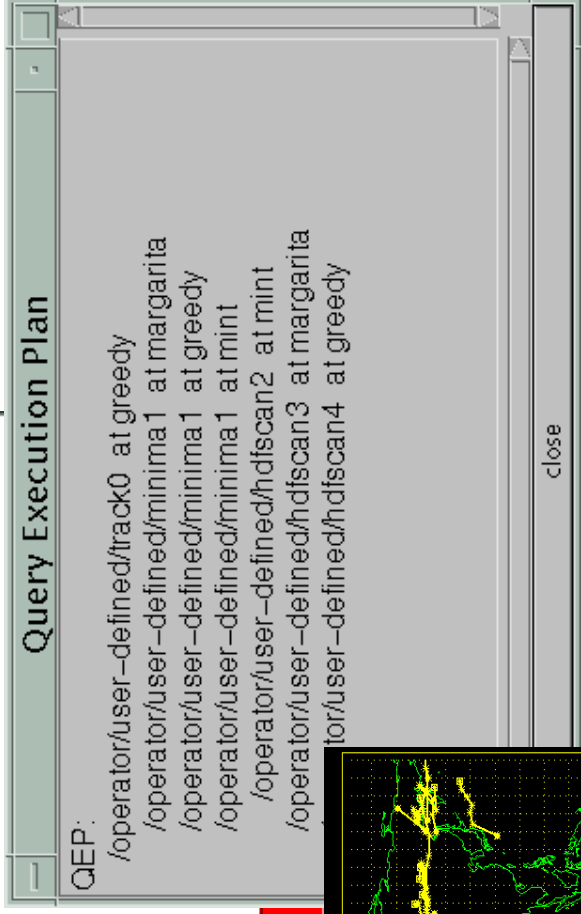 Query Execution Plan
QEP:
/operator/user–defined/track0 at greedy
/operator/user–defined/minima1 at margarita
/operator/user–defined/minima1 at greedy
/operator/user–defined/minima1 at mint
/operator/user–defined/hdfscan2 at mint
/operator/user–defined/hdfscan3 at margarita
tor/user–defined/hdfscan4 at greedy
close